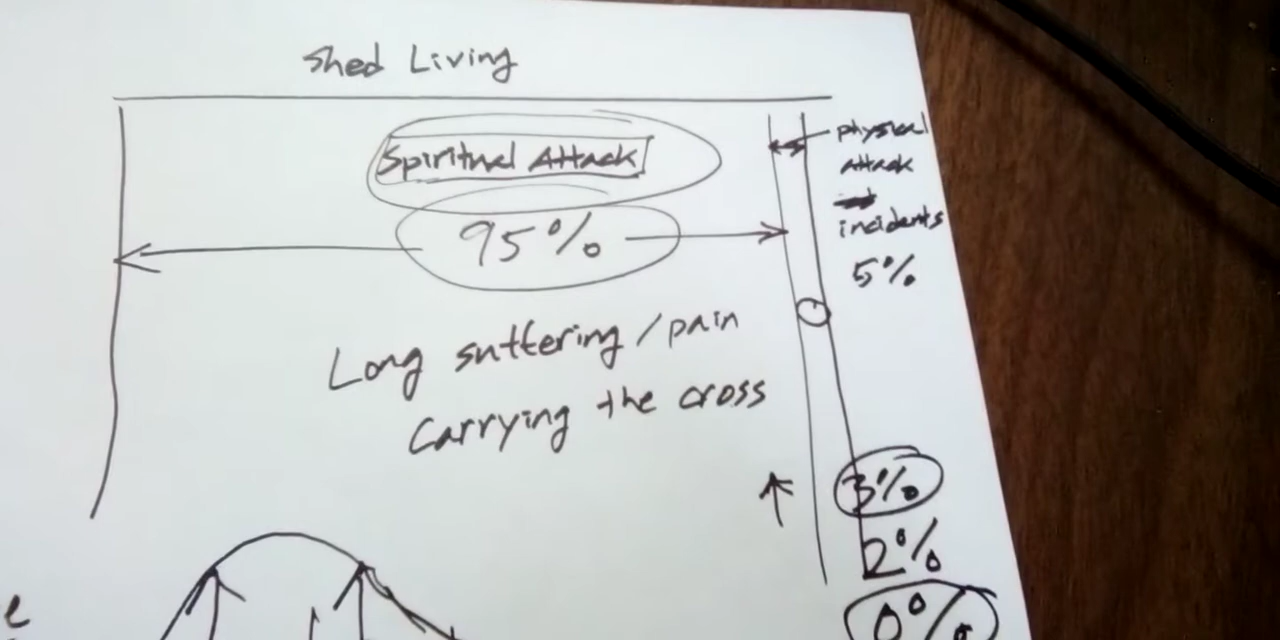 Shed Living
Spiritual Attack
95%
physical
Attack
incidents
5%
Long suffering/pain
Carrying the cross
3%
2%
0%
e